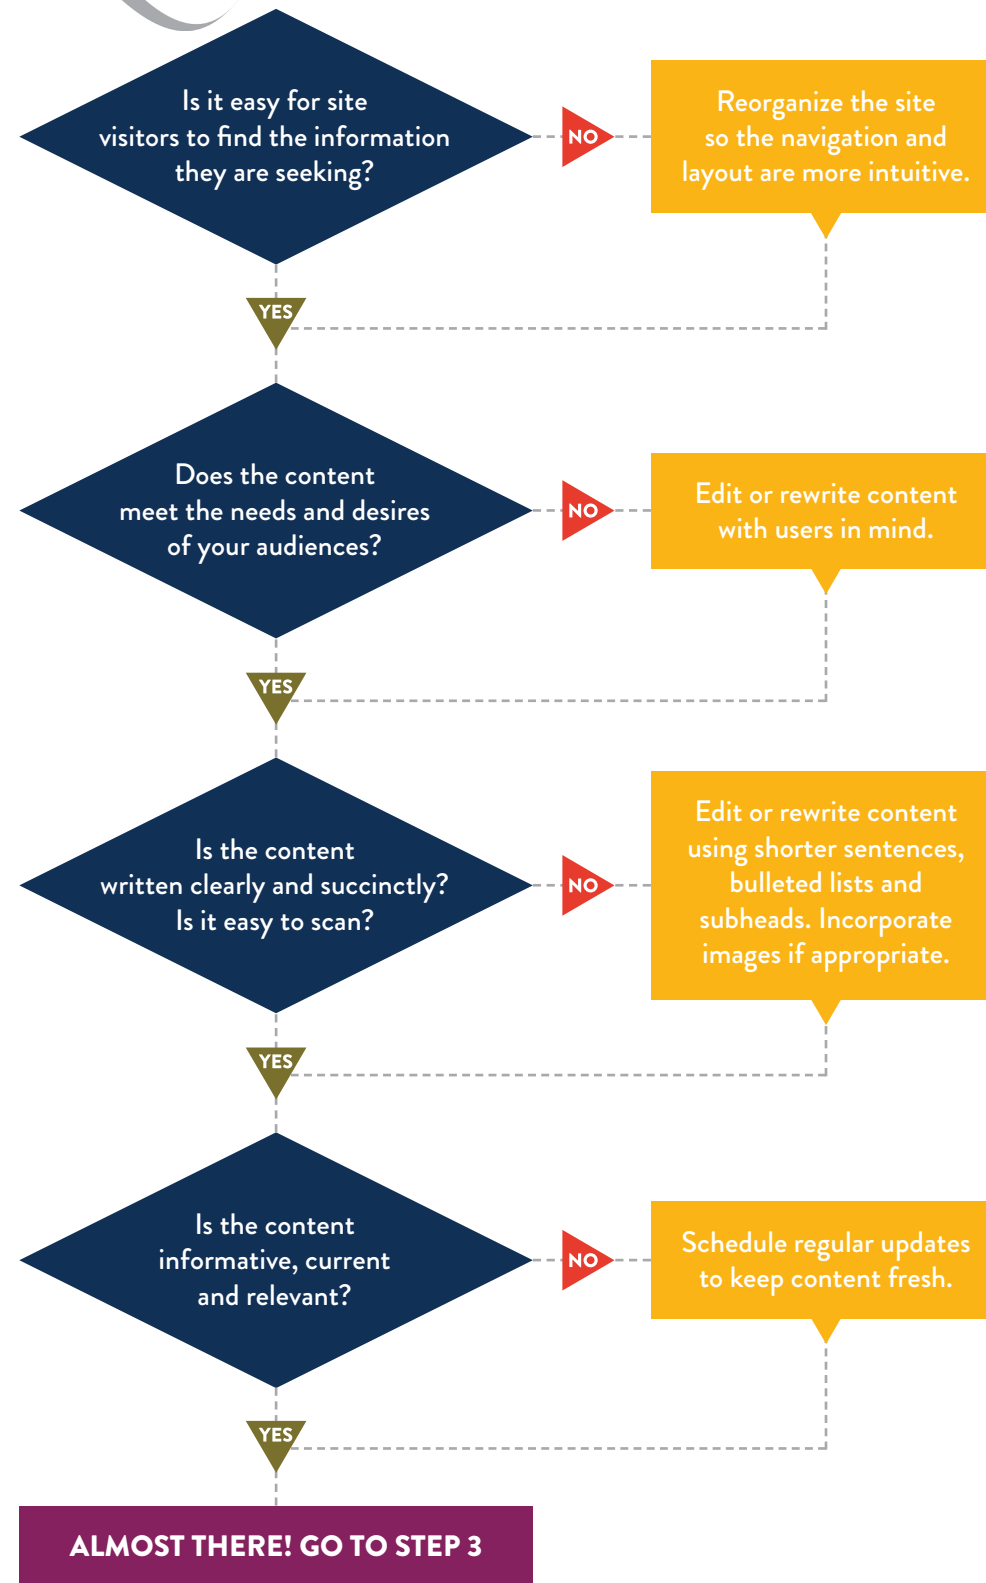 Is it easy for site
visitors to find the information
they are seeking?
NO
Reorganize the site
so the navigation and
layout are more intuitive.
YES
Does the content
meet the needs and desires
of your audiences?
NO
Edit or rewrite content
with users in mind.
YES
Is the content
written clearly and succinctly?
Is it easy to scan?
NO
Edit or rewrite content
using shorter sentences,
bulleted lists and
subheads. Incorporate
images if appropriate.
YES
Is the content
informative, current
and relevant?
NO
Schedule regular updates
to keep content fresh.
YES
ALMOST THERE! GO TO STEP 3